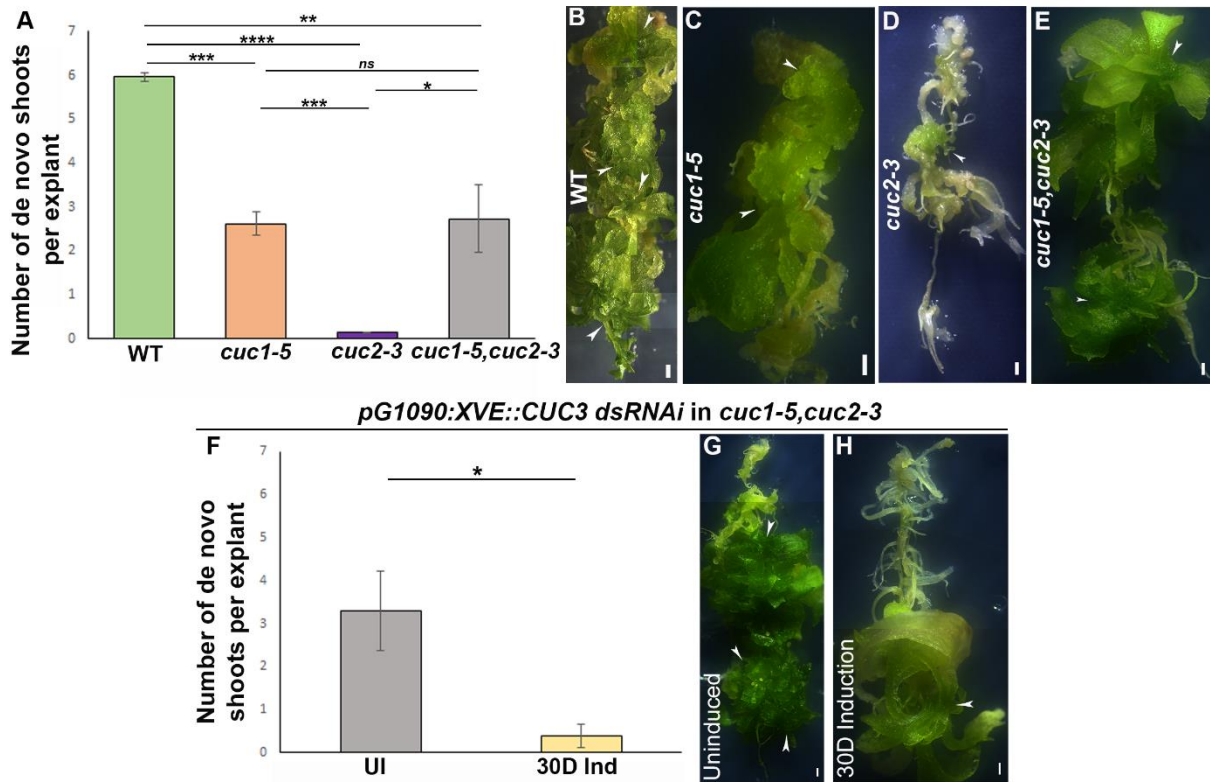 A
Number of de novo shoots
per explant
7
6
5
4
3
2
1
0
**
****
***
ns
*
***
WT
cuc1-5
cuc2-3
cuc1-5,cuc2-3
B
WT
C
cuc1-5
D
cuc2-3
E
cuc1-5,cuc2-3
pG1090:XVE::CUC3 dsRNAi in cuc1-5,cuc2-3
F
Number of de novo
shoots per explant
7
6
5
4
3
2
1
0
*
UI
30D Ind
G
Uninduced
H
30D Induction